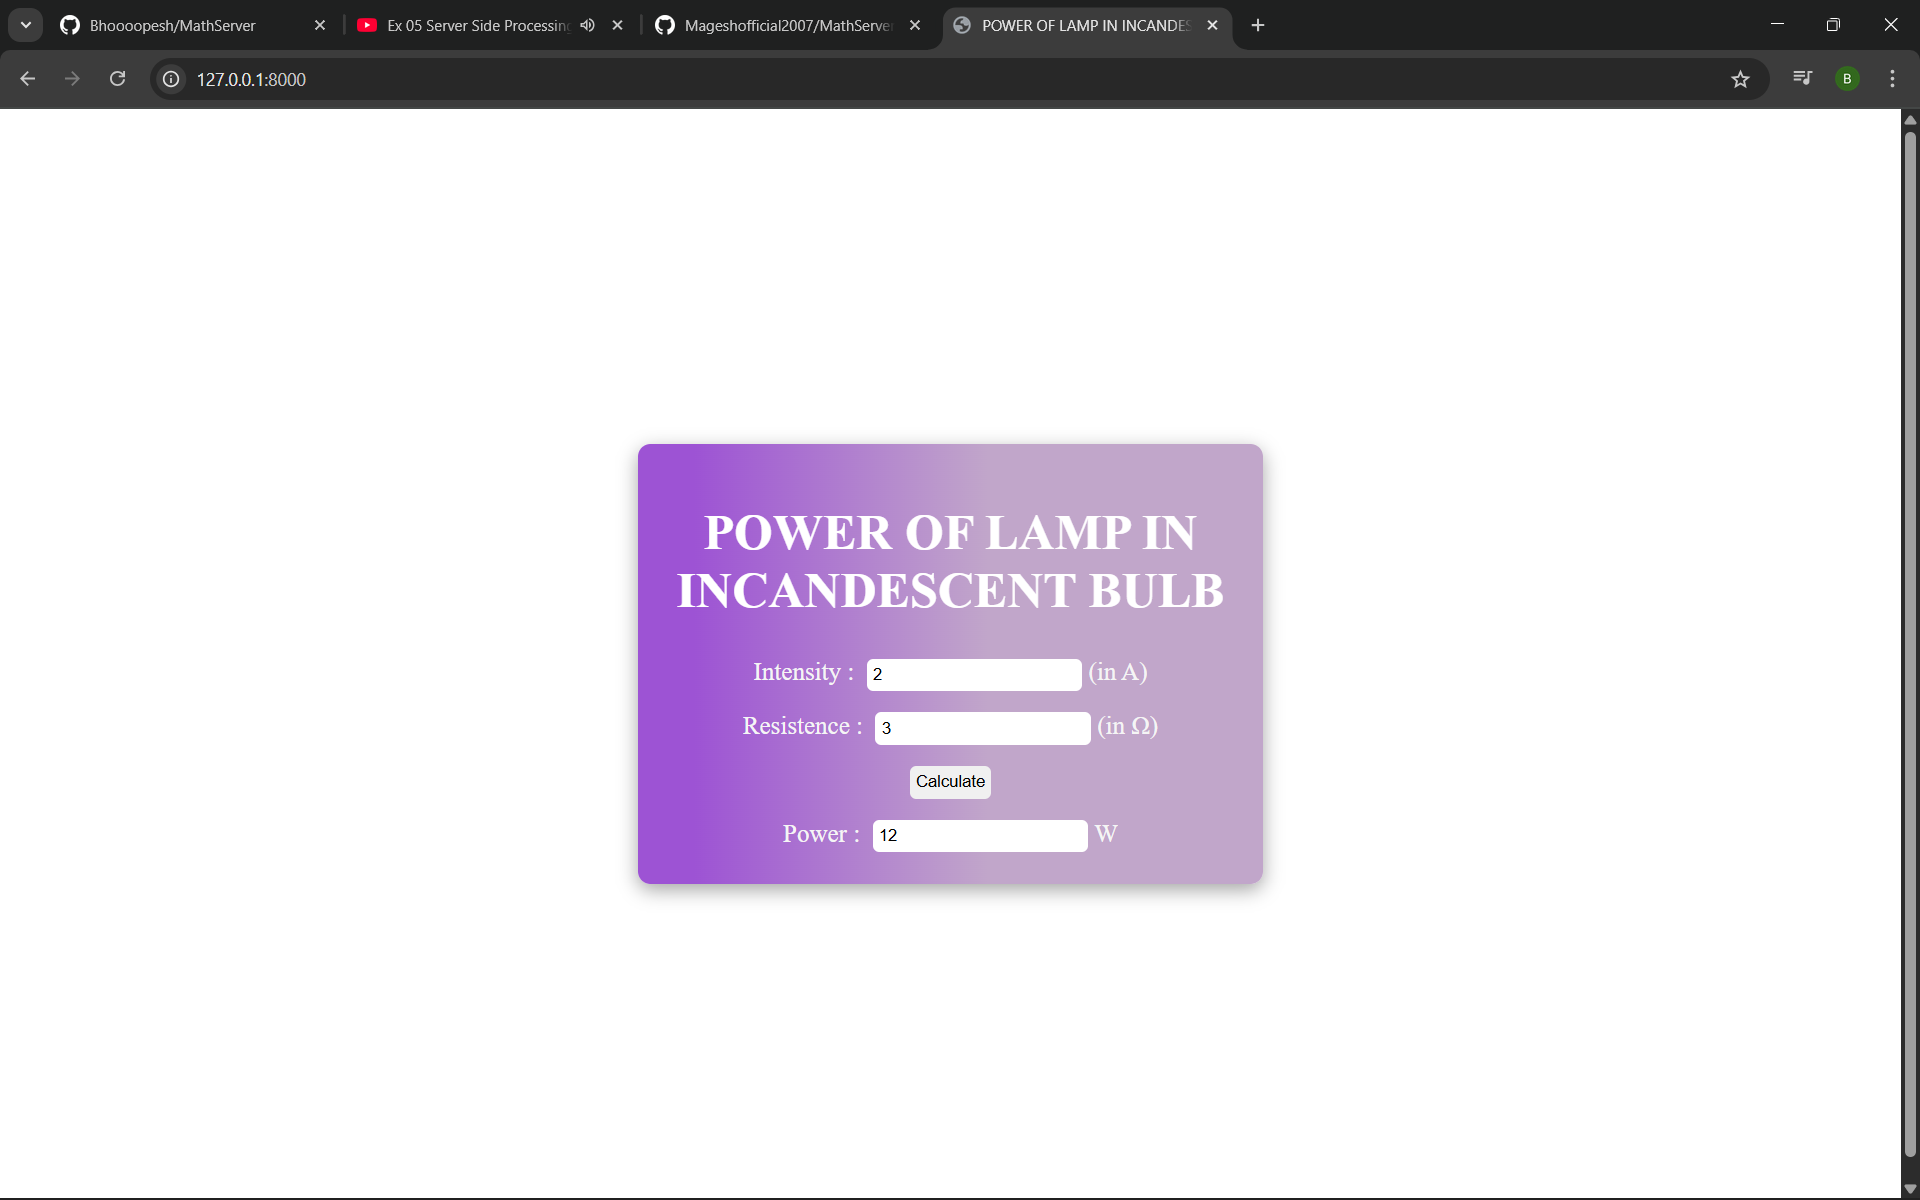 Bhoooopesh/MathServer
Ex 05 Server Side Processing
Mageshofficial2007/MathServer
POWER OF LAMP IN INCANDES
127.0.0.1:8000
B
POWER OF LAMP IN
INCANDESCENT BULB
Intensity : 2 (in A)
Resistence : 3 (in Ω)
Calculate
Power : 12 W